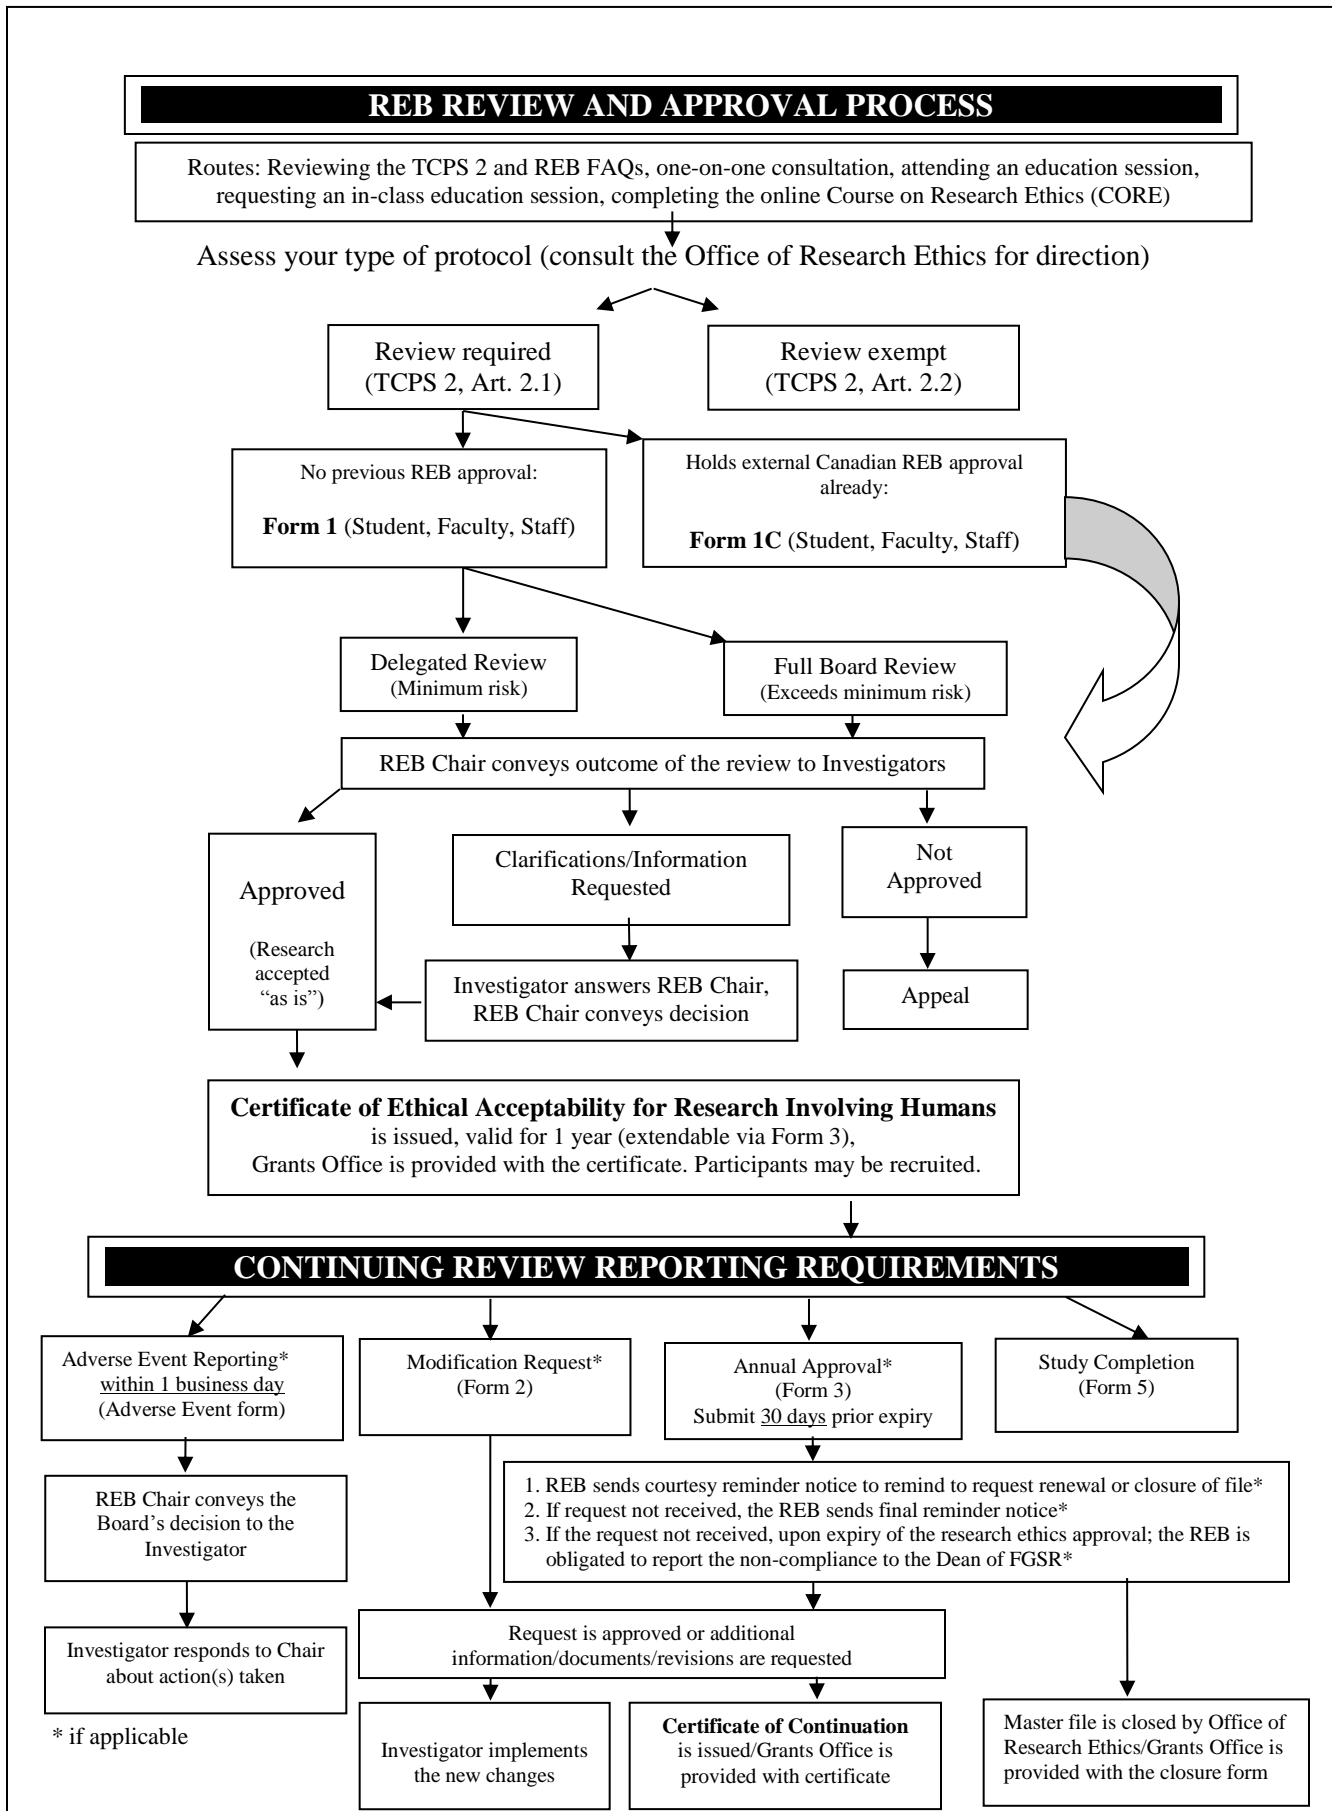 REB REVIEW AND APPROVAL PROCESS
Routes: Reviewing the TCPS 2 and REB FAQs, one-on-one consultation, attending an education session,
requesting an in-class education session, completing the online Course on Research Ethics (CORE)
Assess your type of protocol (consult the Office of Research Ethics for direction)
Review required
(TCPS 2, Art. 2.1)
Review exempt
(TCPS 2, Art. 2.2)
No previous REB approval:
Form 1 (Student, Faculty, Staff)
Holds external Canadian REB approval
already:
Form 1C (Student, Faculty, Staff)
Delegated Review
(Minimum risk)
Full Board Review
(Exceeds minimum risk)
REB Chair conveys outcome of the review to Investigators
Approved
(Research
accepted
“as is”)
Clarifications/Information
Requested
Not
Approved
Investigator answers REB Chair,
REB Chair conveys decision
Appeal
Certificate of Ethical Acceptability for Research Involving Humans
is issued, valid for 1 year (extendable via Form 3),
Grants Office is provided with the certificate. Participants may be recruited.
CONTINUING REVIEW REPORTING REQUIREMENTS
Adverse Event Reporting*
within 1 business day
(Adverse Event form)
Modification Request*
(Form 2)
Annual Approval*
(Form 3)
Submit 30 days prior expiry
Study Completion
(Form 5)
1. REB sends courtesy reminder notice to remind to request renewal or closure of file*
2. If request not received, the REB sends final reminder notice*
3. If the request not received, upon expiry of the research ethics approval; the REB is
obligated to report the non-compliance to the Dean of FGSR*
REB Chair conveys the
Board’s decision to the
Investigator
Request is approved or additional
information/documents/revisions are requested
Investigator responds to Chair
about action(s) taken
* if applicable
Investigator implements
the new changes
Certificate of Continuation
is issued/Grants Office is
provided with certificate
Master file is closed by Office of
Research Ethics/Grants Office is
provided with the closure form